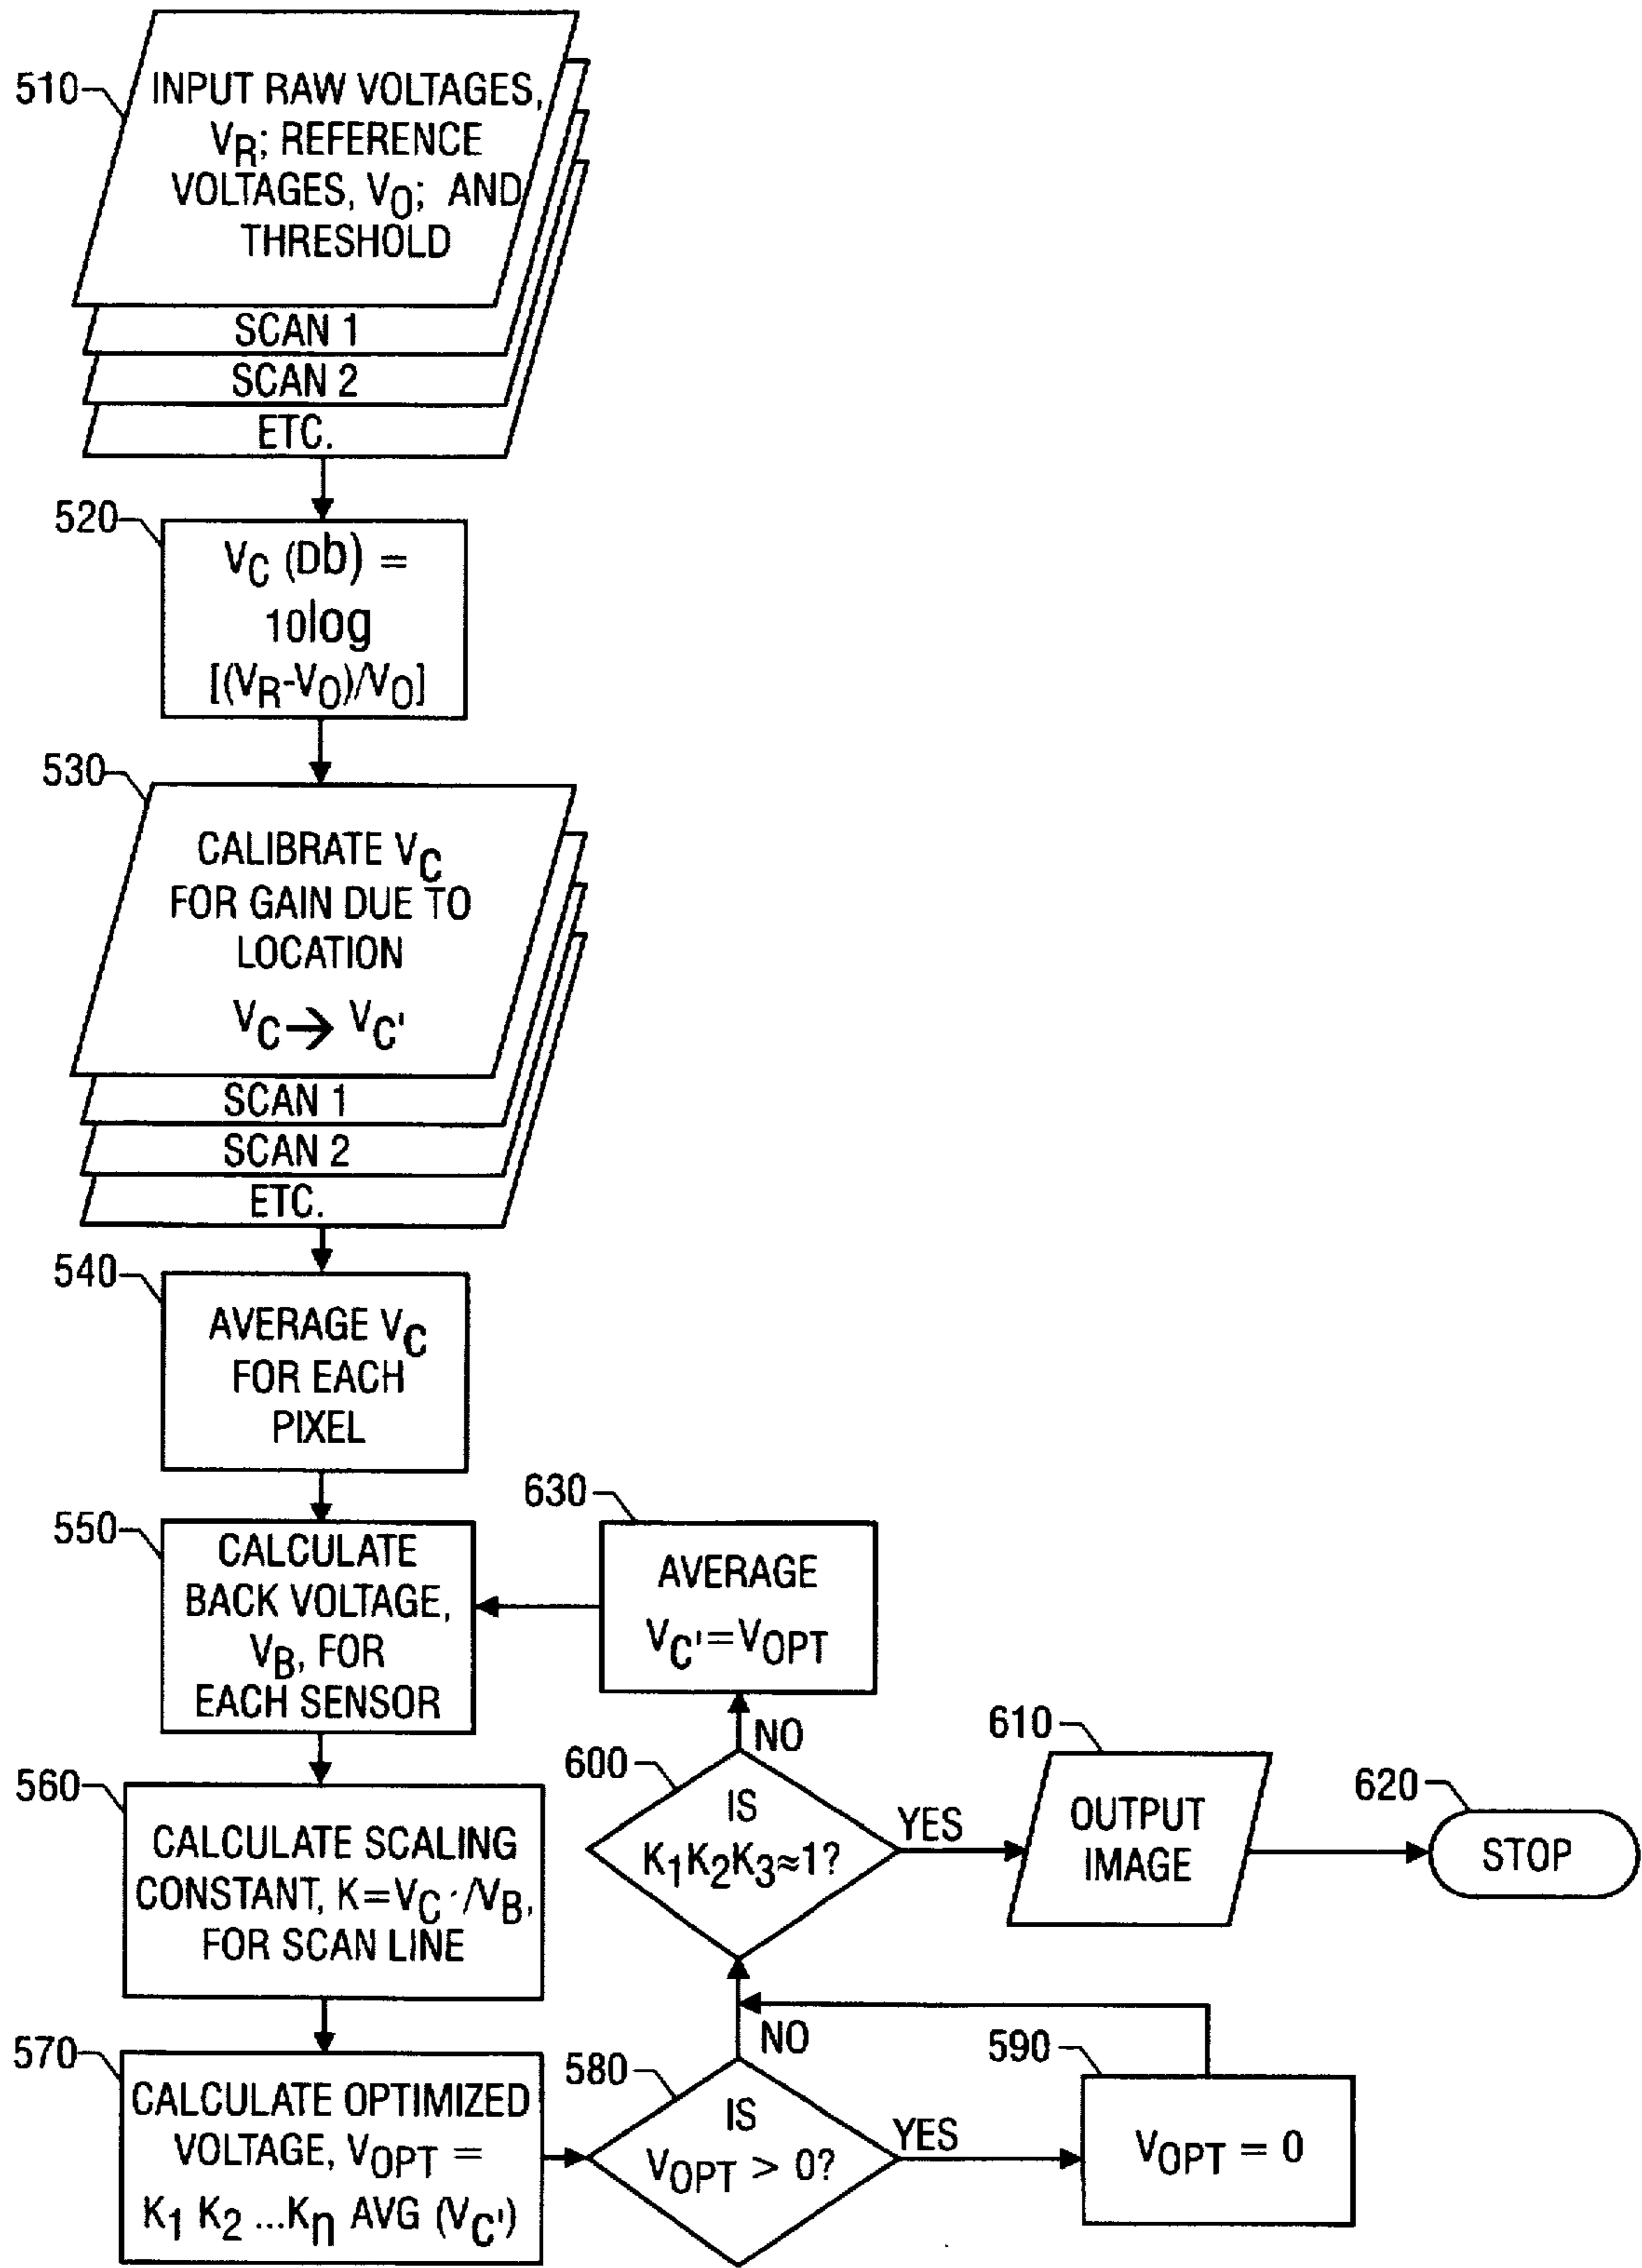 510
INPUT RAW VOLTAGES,
VR; REFERENCE
VOLTAGES, VO; AND
THRESHOLD
SCAN 1
SCAN 2
ETC.
520
VC (Db) =
10log
[(VR-VO)/VO]
530
CALIBRATE VC
FOR GAIN DUE TO
LOCATION
VC → VC'
SCAN 1
SCAN 2
ETC.
540
AVERAGE VC
FOR EACH
PIXEL
550
CALCULATE
BACK VOLTAGE,
VB, FOR
EACH SENSOR
630
AVERAGE
VC'=VOPT
560
CALCULATE SCALING
CONSTANT, K=VC'/VB,
FOR SCAN LINE
600
NO
IS
K1K2K3≈1?
YES
610
OUTPUT
IMAGE
620
STOP
570
CALCULATE OPTIMIZED
VOLTAGE, VOPT =
K1 K2 ...Kn AVG (VC')
580
NO
IS
VOPT > 0?
YES
590
VOPT = 0